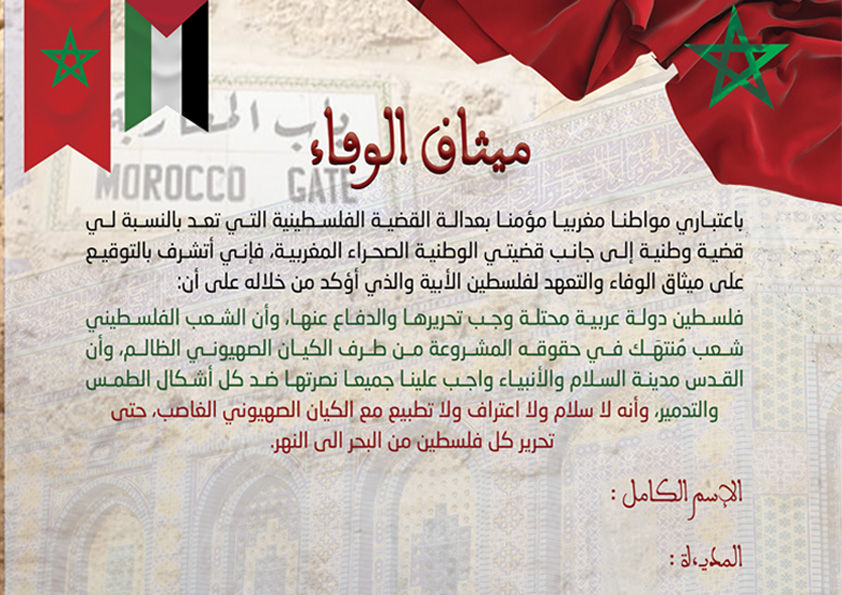 باب المغاربة
MOROCCO GATE
ميثاق الوفاء
باعتباري مواطنا مغربيا مؤمنا بعدالة القضية الفلسطينية التي تعد بالنسبة لي
قضية وطنية إلى جانب قضيتي الوطنية الصحراء المغربية، فإني أتشرف بالتوقيع
على ميثاق الوفاء والتعهد لفلسطين الأبية والذي أؤكد من خلاله على أن:
فلسطين دولة عربية محتلة وجب تحريرها والدفاع عنها، وأن الشعب الفلسطيني
شعب مُنتهَك في حقوقه المشروعة من طرف الكيان الصهيوني الظالم، وأن
القدس مدينة السلام والأنبياء واجب علينا جميعا نصرتها ضد كل أشكال الطمس
والتدمير، وأنه لا سلام ولا اعتراف ولا تطبيع مع الكيان الصهيوني الغاصب، حتى
تحرير كل فلسطين من البحر الى النهر.
الإسم الكامل :
المدينة :